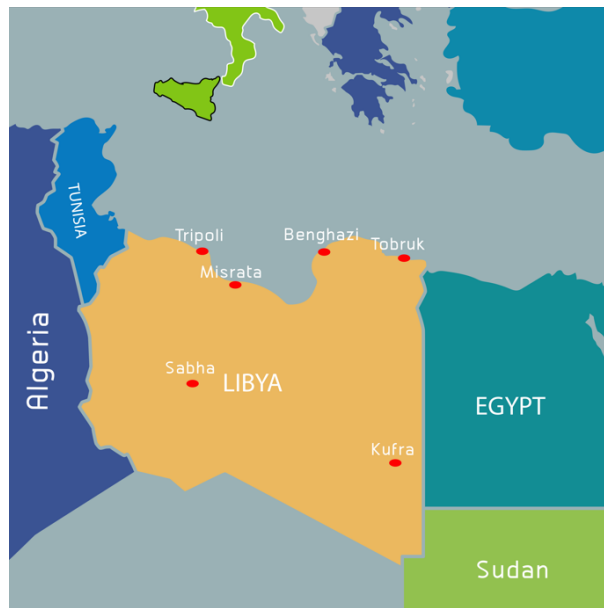 TUNISIA
Tripoli
Benghazi
Tobruk
Misrata
Algeria
Sabha
LIBYA
EGYPT
Kufra
Sudan